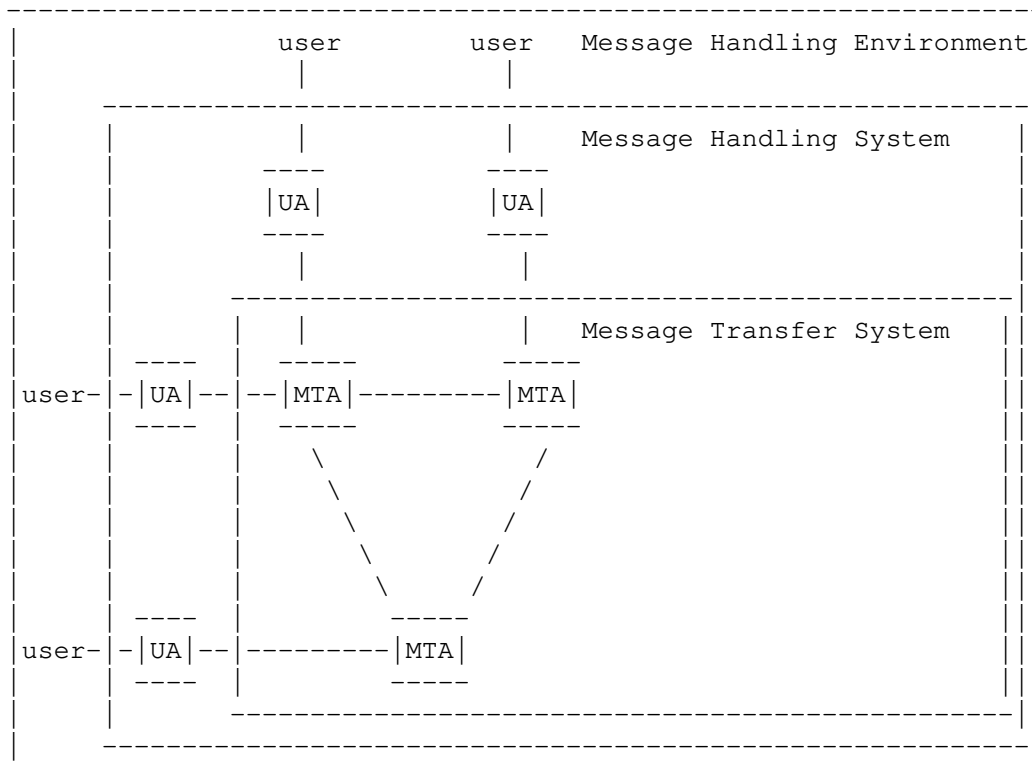 user user Message Handling Environment
Message Handling System
|UA| |UA|
Message Transfer System
|user-|-|UA|--|--|MTA|---------|MTA|
|user-|-|UA|--|---------|MTA|